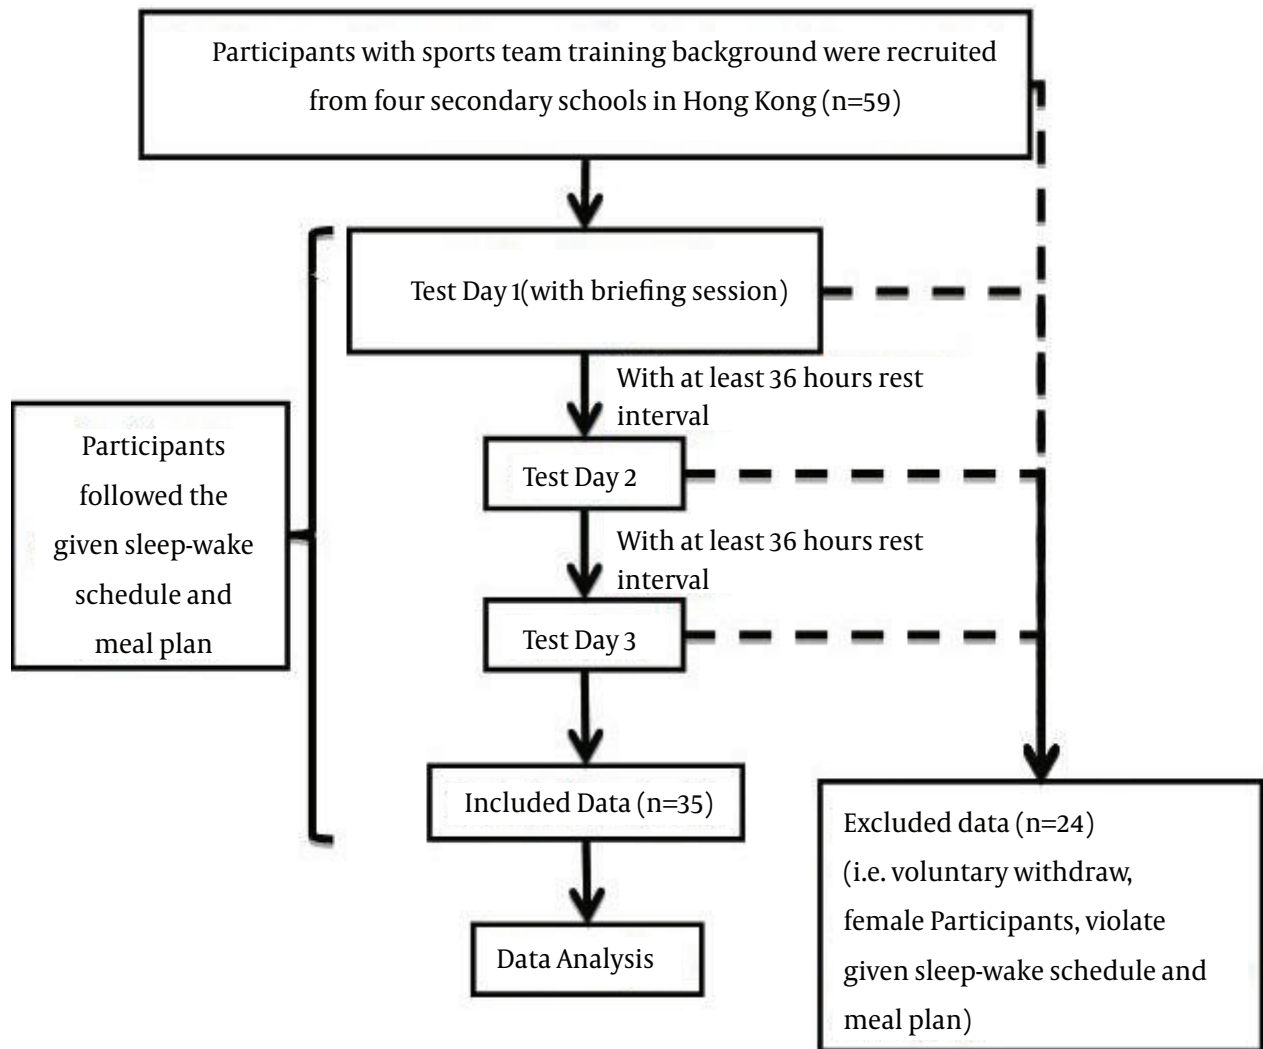 Participants with sports team training background were recruited
from four secondary schools in Hong Kong (n=59)
Test Day 1(with briefing session)
With at least 36 hours rest
interval
Participants
followed the
given sleep-wake
schedule and
meal plan
Test Day 2
With at least 36 hours rest
interval
Test Day 3
Included Data (n=35)
Excluded data (n=24)
(i.e. voluntary withdraw,
female Participants, violate
given sleep-wake schedule and
meal plan)
Data Analysis